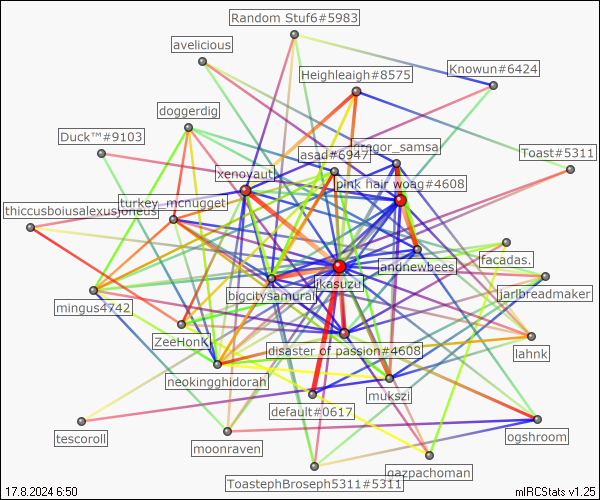 Random Stuf6#5983
avelicious
Heighleaigh#8575
Knowun#6424
doggerdig
Duck™#9103
gregor_samsa
asad#6947
Toast#5311
xenovaut
pink hair woag#4608
turkey_mcnugget
facadas.
andnewbees
jkasuzu
bigcitysamurai
jarlbreadmaker
mingus4742
ZeeHonK
disaster of passion#4608
lahnk
neokingghidorah
mukszi
default#0617
ogshroom
tescoroll
moonraven
gazpachoman
ToastephBroseph5311#5311
17.8.2024 6:50
mIRCStats v1.25